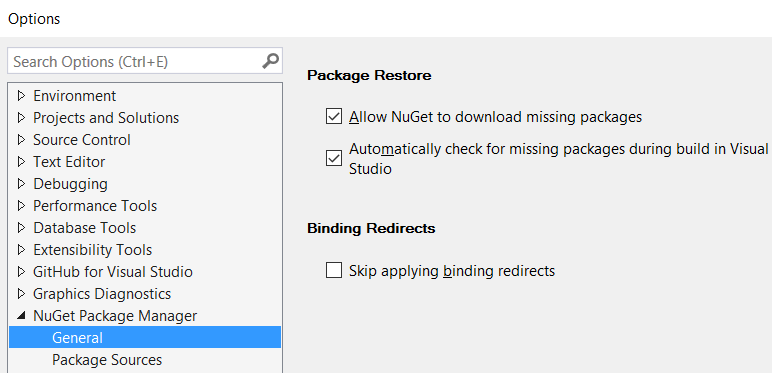 Options
Search Options (Ctrl+E)
Environment
Projects and Solutions
Source Control
Text Editor
Debugging
Performance Tools
Database Tools
Extensibility Tools
GitHub for Visual Studio
Graphics Diagnostics
NuGet Package Manager
General
Package Sources
Package Restore
Allow NuGet to download missing packages
Automatically check for missing packages during build in Visual
Studio
Binding Redirects
Skip applying binding redirects